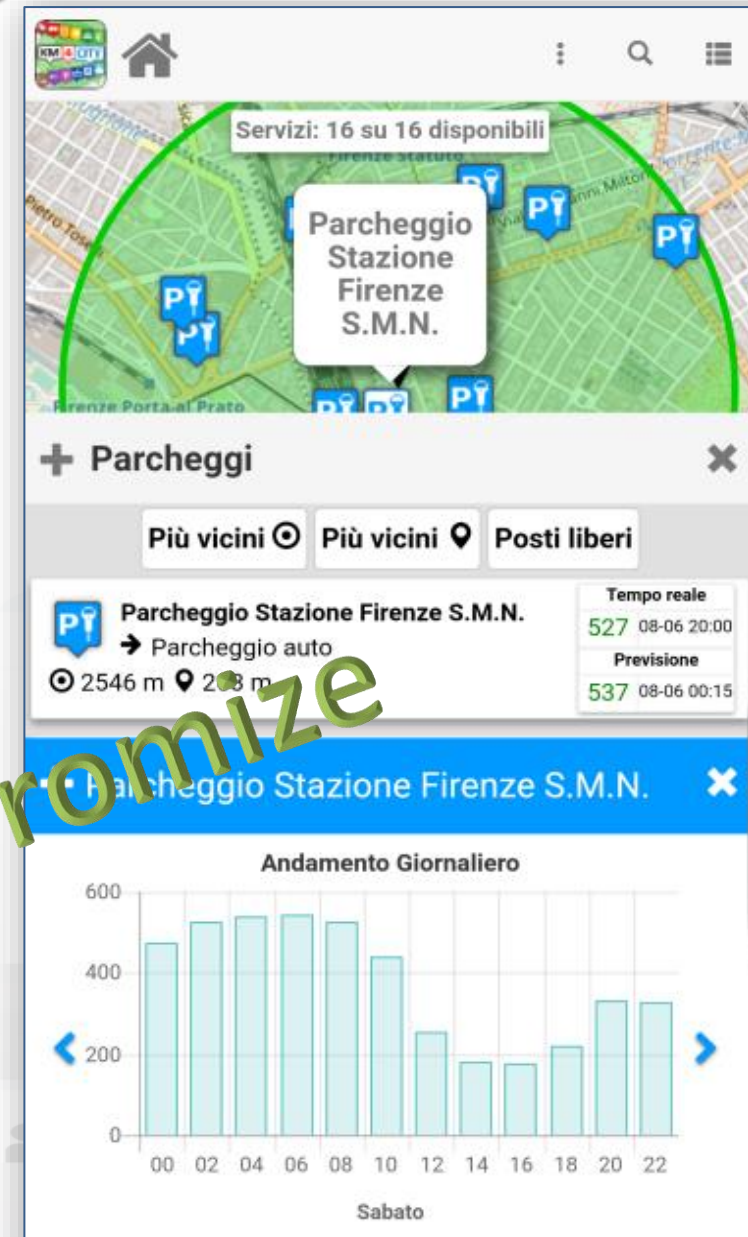 KM 4 CITY
Servizi: 16 su 16 disponibili
Firenze Statuto
Parcheggio
Stazione
Firenze
S.M.N.
Firenze Porta al Prato
+ Parcheggi
Più vicini
Più vicini
Posti liberi
Parcheggio Stazione Firenze S.M.N.
Parcheggio auto
2546 m
Tempo reale
527 08-06 20:00
Previsione
537 08-06 00:15
romize
Parcheggio Stazione Firenze S.M.N.
Andamento Giornaliero
600
400
200
0
00 02 04 06 08 10 12 14 16 18 20 22
Sabato